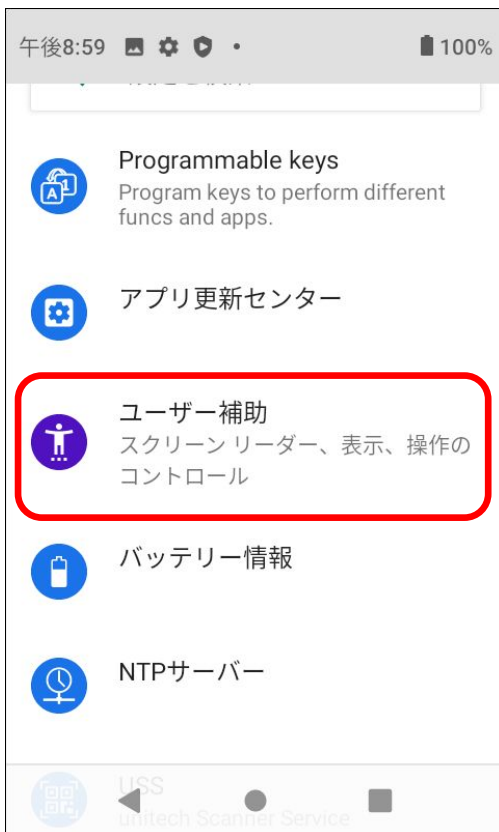 午後8:59
100%
Programmable keys
Program keys to perform different
funcs and apps.
アプリ更新センター
ユーザー補助
スクリーン リーダー、表示、操作の
コントロール
バッテリー情報
NTPサーバー
USS
unitech Scanner Service